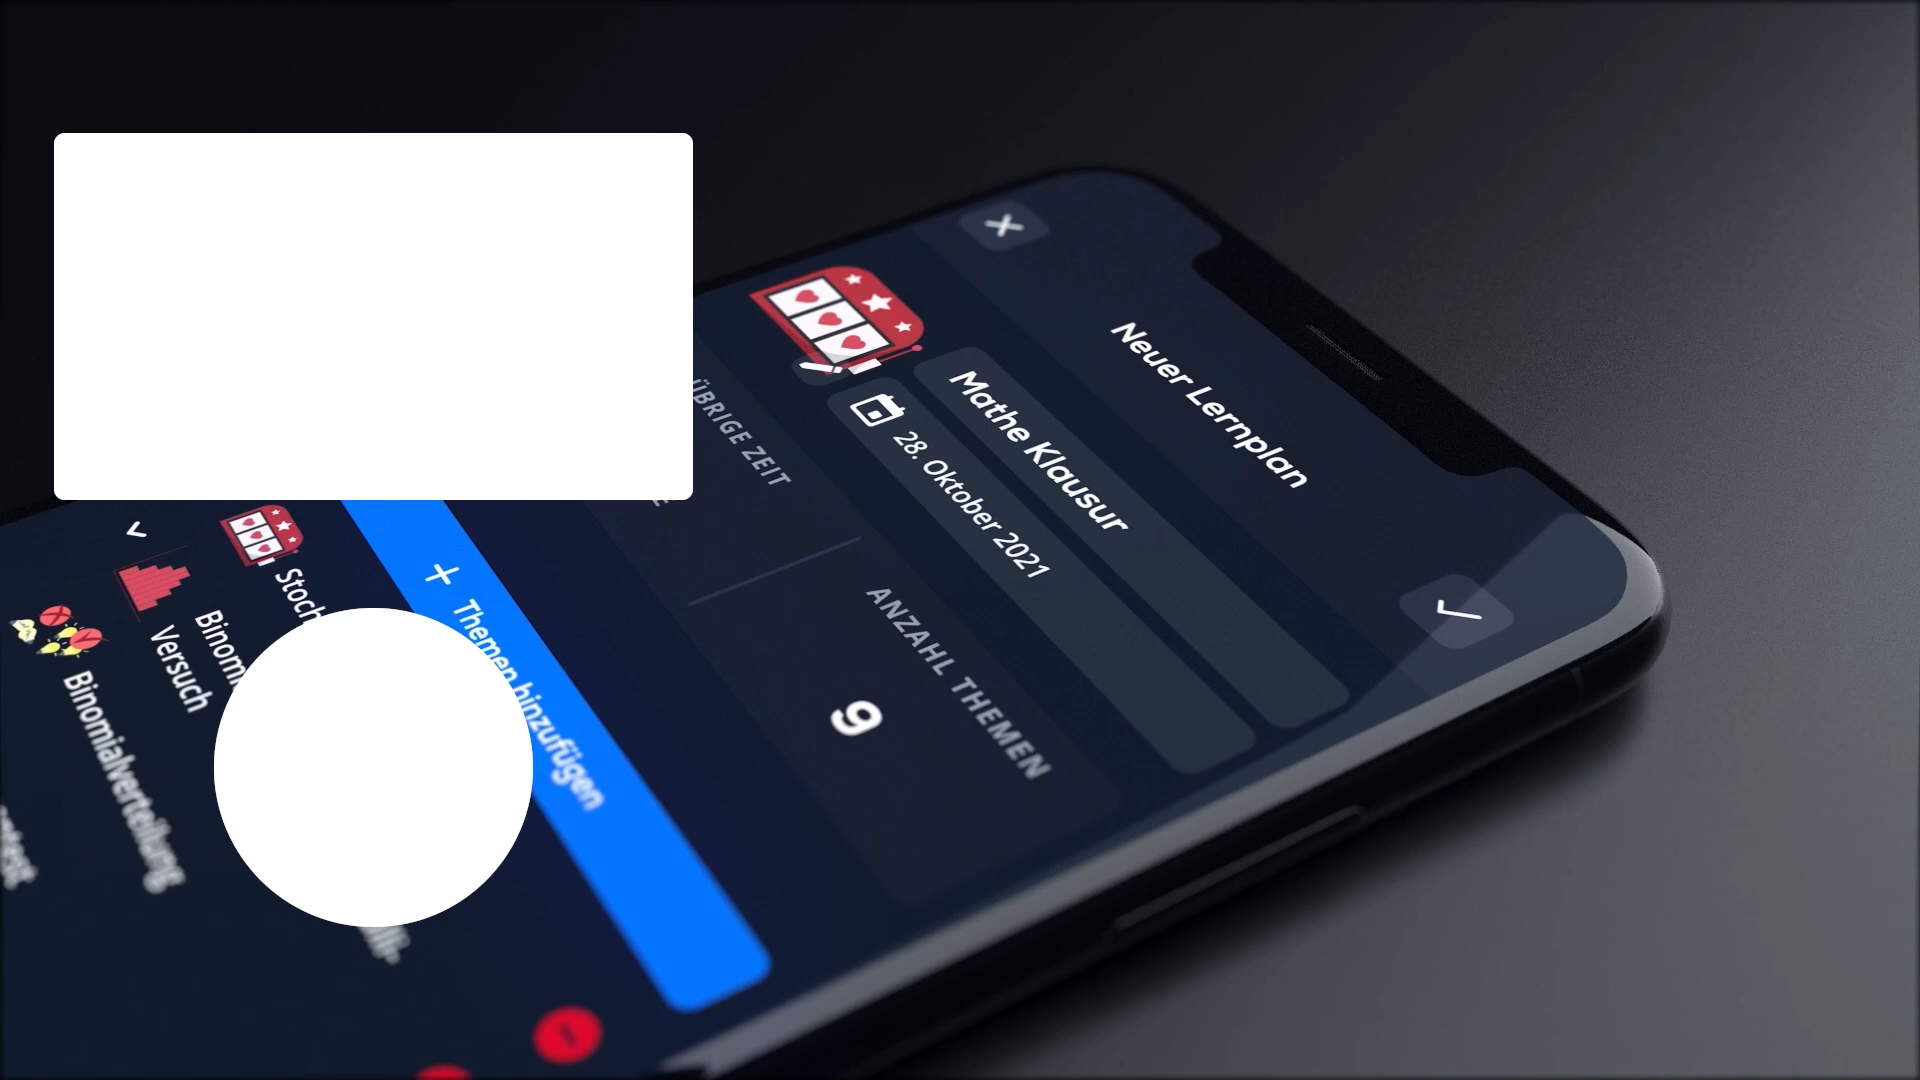 Neuer Lernplan
Mathe Klausur
28. Oktober 2021
ÜBRIGE ZEIT
ANZAHL THEMEN
9
+ Themen hinzufügen
Versuch
Binomialverteilung